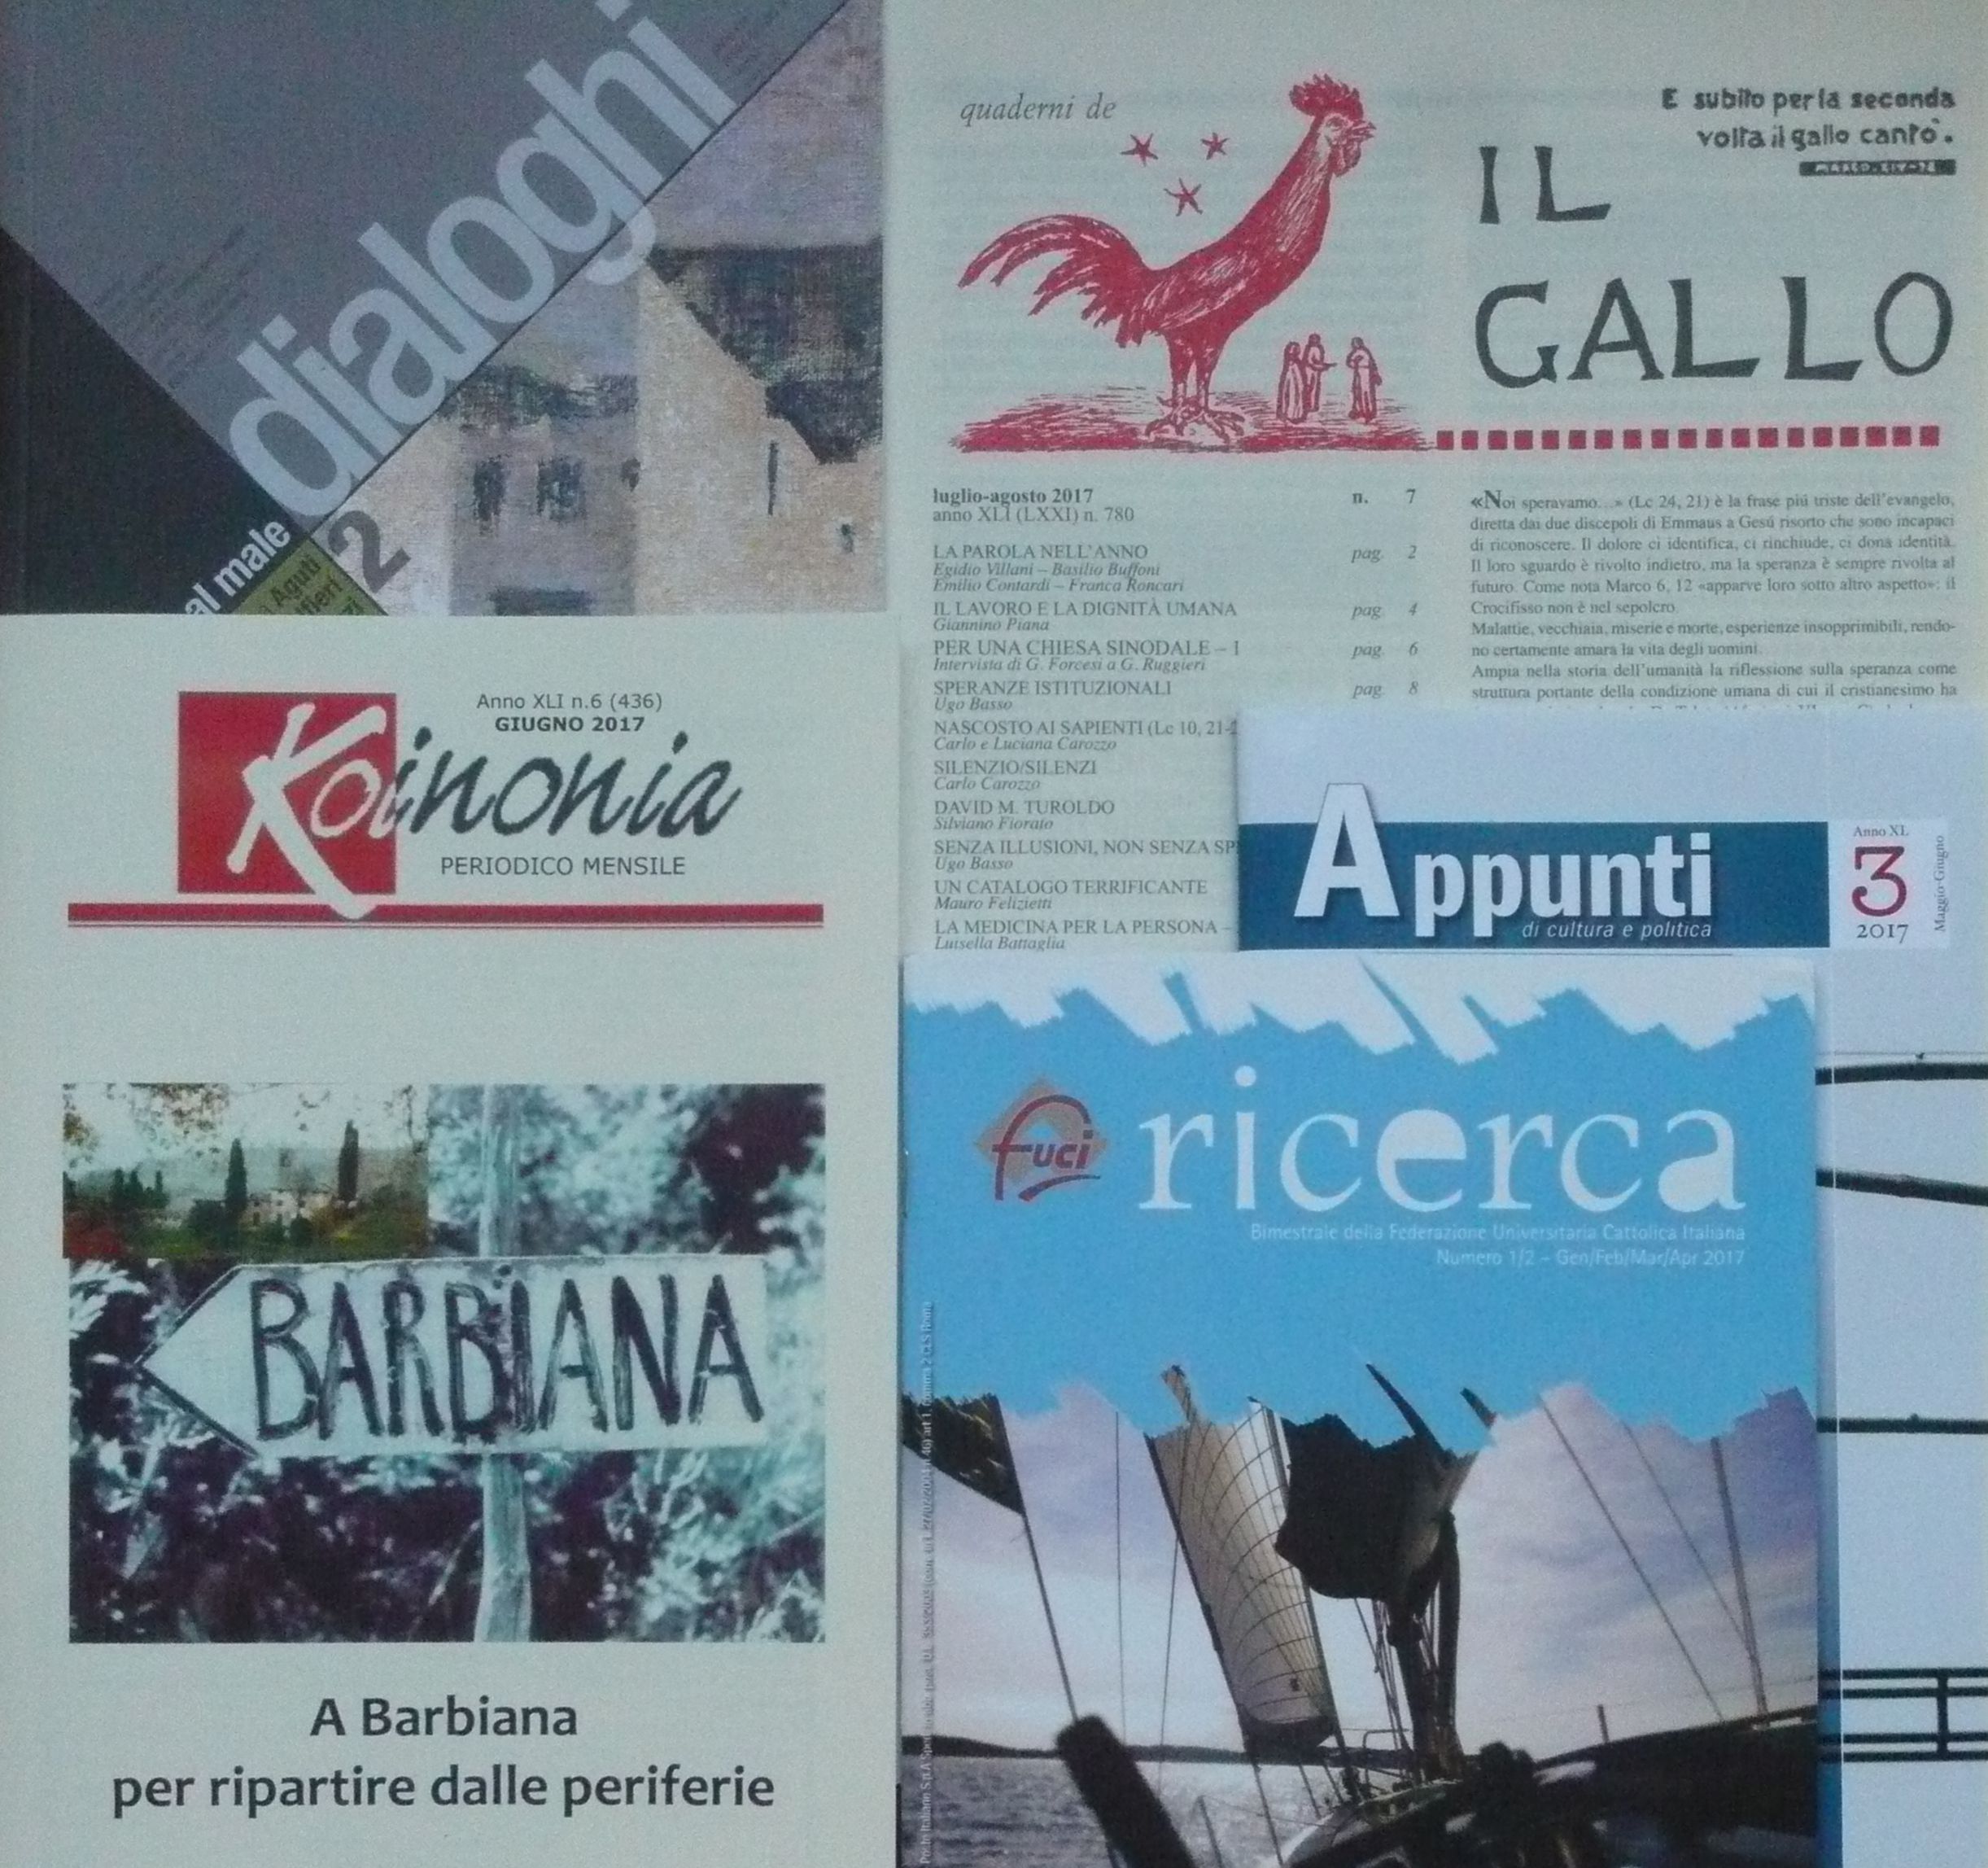 dialoghi
2
al male
Aguti
quaderni de
IL
GALLO
E subito per la seconda
volta il gallo cantò.
luglio-agosto 2017 n. 7
anno XLI (LXXI) n. 780
LA PAROLA NELL'ANNO pag. 2
Egidio Villani – Basilio Buffoni
Emilio Contardi – Franca Roncari
IL LAVORO E LA DIGNITÀ UMANA pag. 4
Giannino Piana
PER UNA CHIESA SINODALE – I pag. 6
Intervista di G. Forcesi a G. Ruggieri
SPERANZE ISTITUZIONALI pag. 8
Ugo Basso
NASCOSTO AI SAPIENTI (Lc 10, 21-
Carlo e Luciana Carozzo
SILENZIO/SILENZI
Carlo Carozzo
DAVID M. TUROLDO
Silviano Fiorato
SENZA ILLUSIONI, NON SENZA SP
Ugo Basso
UN CATALOGO TERRIFICANTE
Mauro Felizietti
LA MEDICINA PER LA PERSONA –
Luisella Battaglia
«Noi speravamo...» (Lc 24, 21) è la frase piú triste dell'evangelo,
diretta dai due discepoli di Emmaus a Gesú risorto che sono incapaci
di riconoscere. Il dolore ci identifica, ci rinchiude, ci dona identità.
Il loro sguardo è rivolto indietro, ma la speranza è sempre rivolta al
futuro. Come nota Marco 6, 12 «apparve loro sotto altro aspetto»: il
Crocifisso non è nel sepolcro.
Malattie, vecchiaia, miserie e morte, esperienze insopprimibili, rendo-
no certamente amara la vita degli uomini.
Ampia nella storia dell'umanità la riflessione sulla speranza come
struttura portante della condizione umana di cui il cristianesimo ha
Anno XLI n.6 (436)
GIUGNO 2017
Koinonia
PERIODICO MENSILE
BARBIANA
A Barbiana
per ripartire dalle periferie
Appunti
di cultura e politica
Anno XL
3
2017
Maggio-Giugno
fuci
ricerca
Bimestrale della Federazione Universitaria Cattolica Italiana
Numero 1/2 – Gen/Feb/Mar/Apr 2017